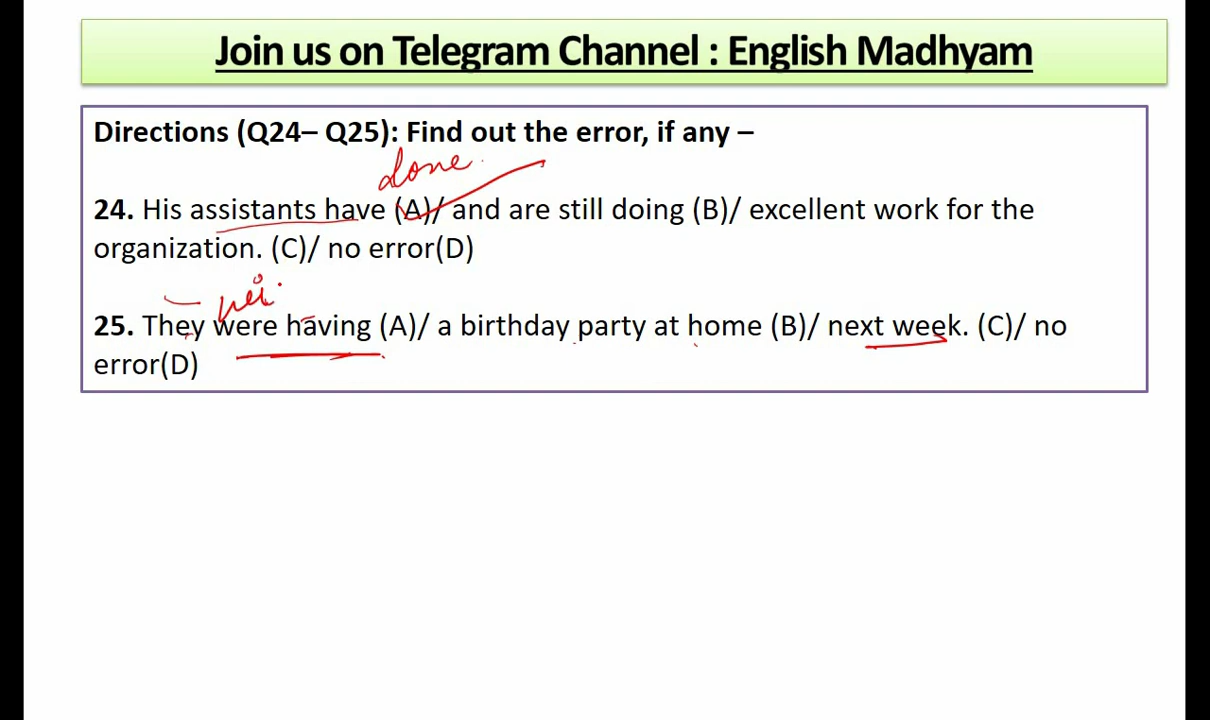 Join us on Telegram Channel : English Madhyam
Directions (Q24– Q25): Find out the error, if any –
done
24. His assistants have (A)/ and are still doing (B)/ excellent work for the
organization. (C)/ no error(D)
25. They were having (A)/ a birthday party at home (B)/ next week. (C)/ no
error(D)